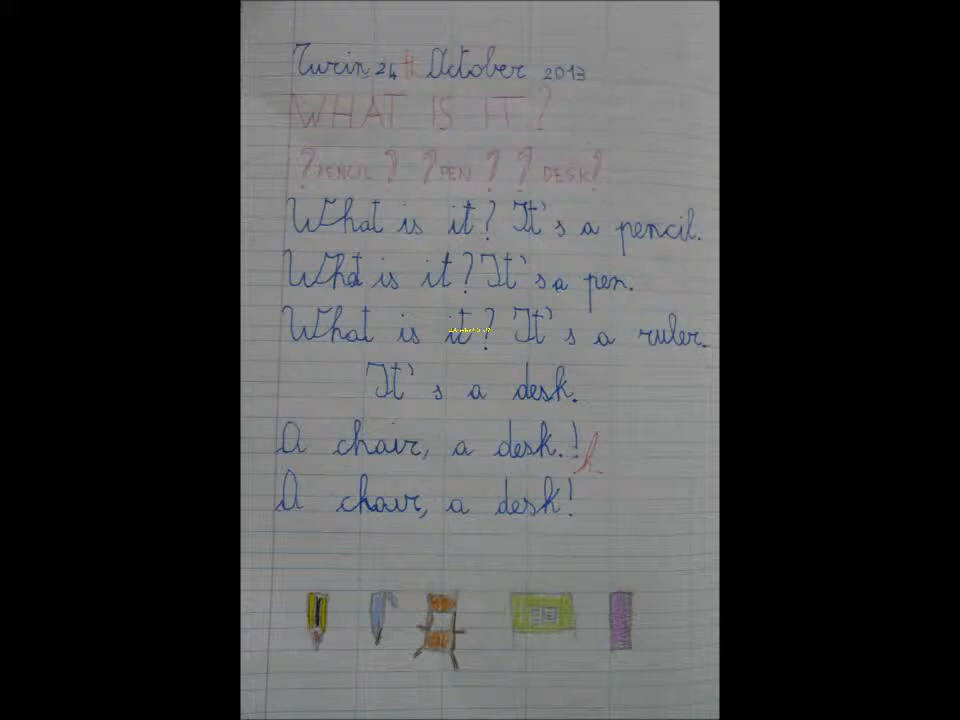 Turin, 24th October 2013
WHAT IS IT?
?PENCIL? ?PEN? ?DESK?
What is it? It's a pencil.
What is it? It's a pen.
What is it? It's a ruler.
It's a desk.
A chair, a desk.!
A chair, a desk!